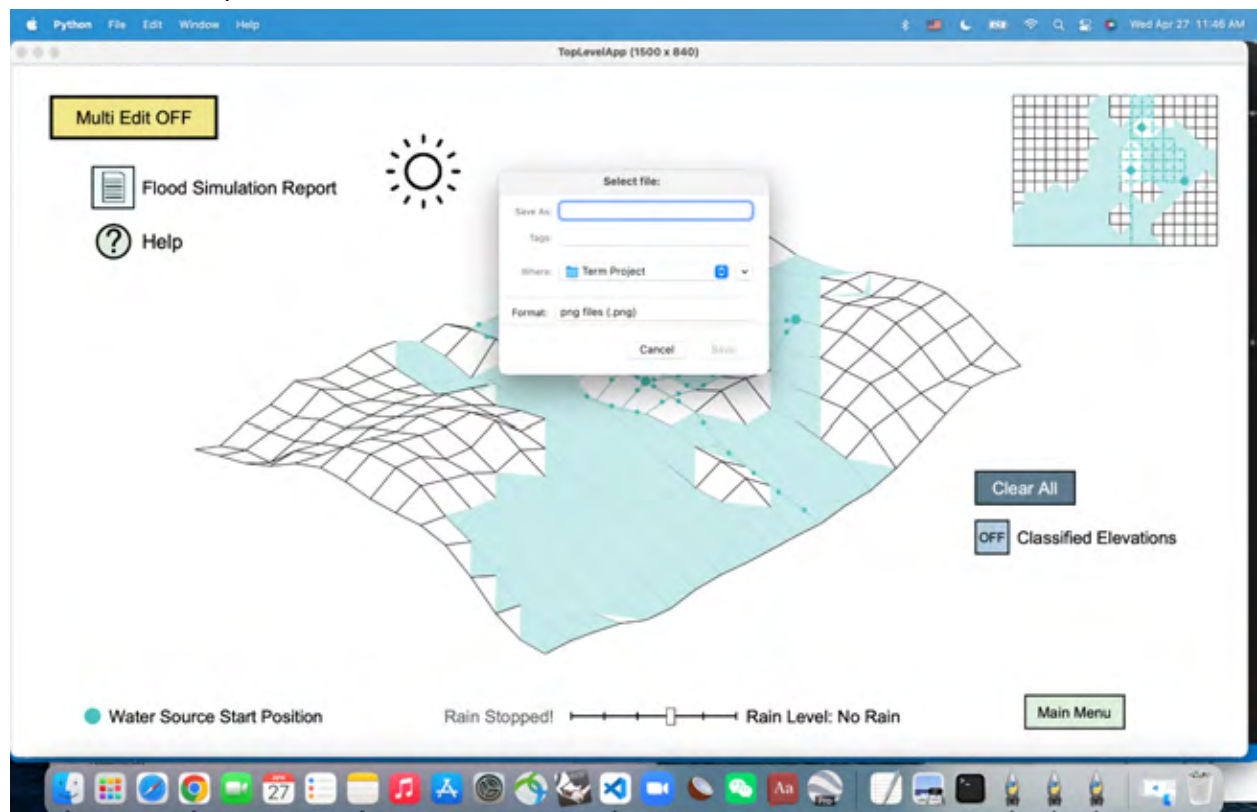 Python File Edit Window Help
Wed Apr 27 11:46 AM
TopLevelApp (1500 x 840)
Multi Edit OFF
Flood Simulation Report
? Help
Select file:
Save As:
Tags:
Where: Term Project
Format: png files (.png)
Cancel Save
Clear All
OFF Classified Elevations
Water Source Start Position
Rain Stopped! Rain Level: No Rain
Main Menu
27
Aa